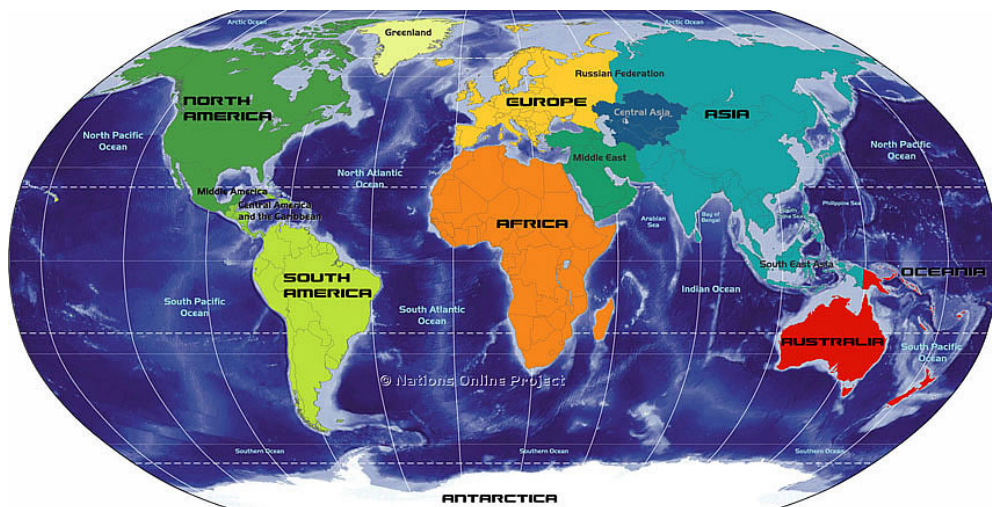 Arctic Ocean
Arctic Ocean
Greenland
Russian Federation
NORTH
AMERICA
EUROPE
Central Asia
ASIA
North Pacific
Ocean
North Pacific
Ocean
Middle East
North Atlantic
Ocean
Middle America
Central America
and the Caribbean
AFRICA
Arabian
Sea
Bay of
Bengal
South
China Sea
Philippine Sea
SOUTH
AMERICA
South East Asia
OCEANIA
Indian Ocean
South Pacific
Ocean
South Atlantic
Ocean
AUSTRALIA
South Pacific
Ocean
© Nations Online Project
Southern Ocean
Southern Ocean
Southern Ocean
ANTARCTICA